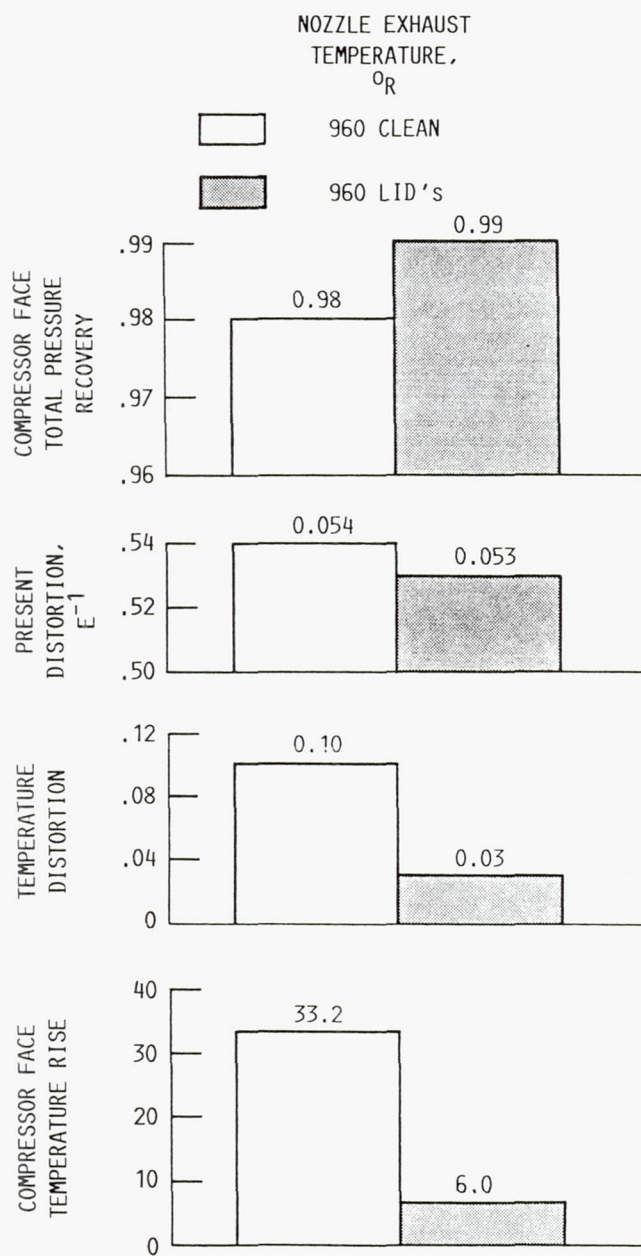 NOZZLE EXHAUST
TEMPERATURE,
°R
960 CLEAN
960 LID's
COMPRESSOR FACE
TOTAL PRESSURE
RECOVERY
.99
.98
.97
.96
0.98
0.99
PRESENT
DISTORTION,
E⁻¹
.54
.52
.50
0.054
0.053
TEMPERATURE
DISTORTION
.12
.08
.04
0
0.10
0.03
COMPRESSOR FACE
TEMPERATURE RISE
40
30
20
10
0
33.2
6.0